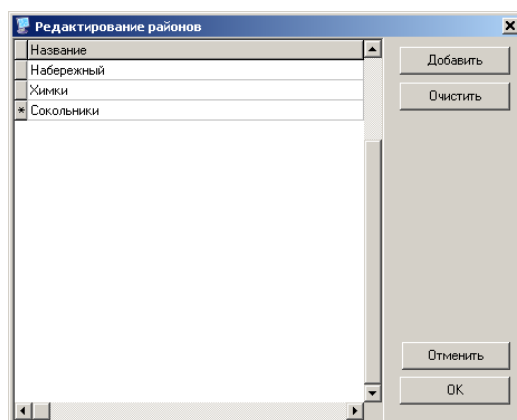 Редактирование районов
Название
Набережный
Химки
* Сокольники
Добавить
Очистить
Отменить
OK